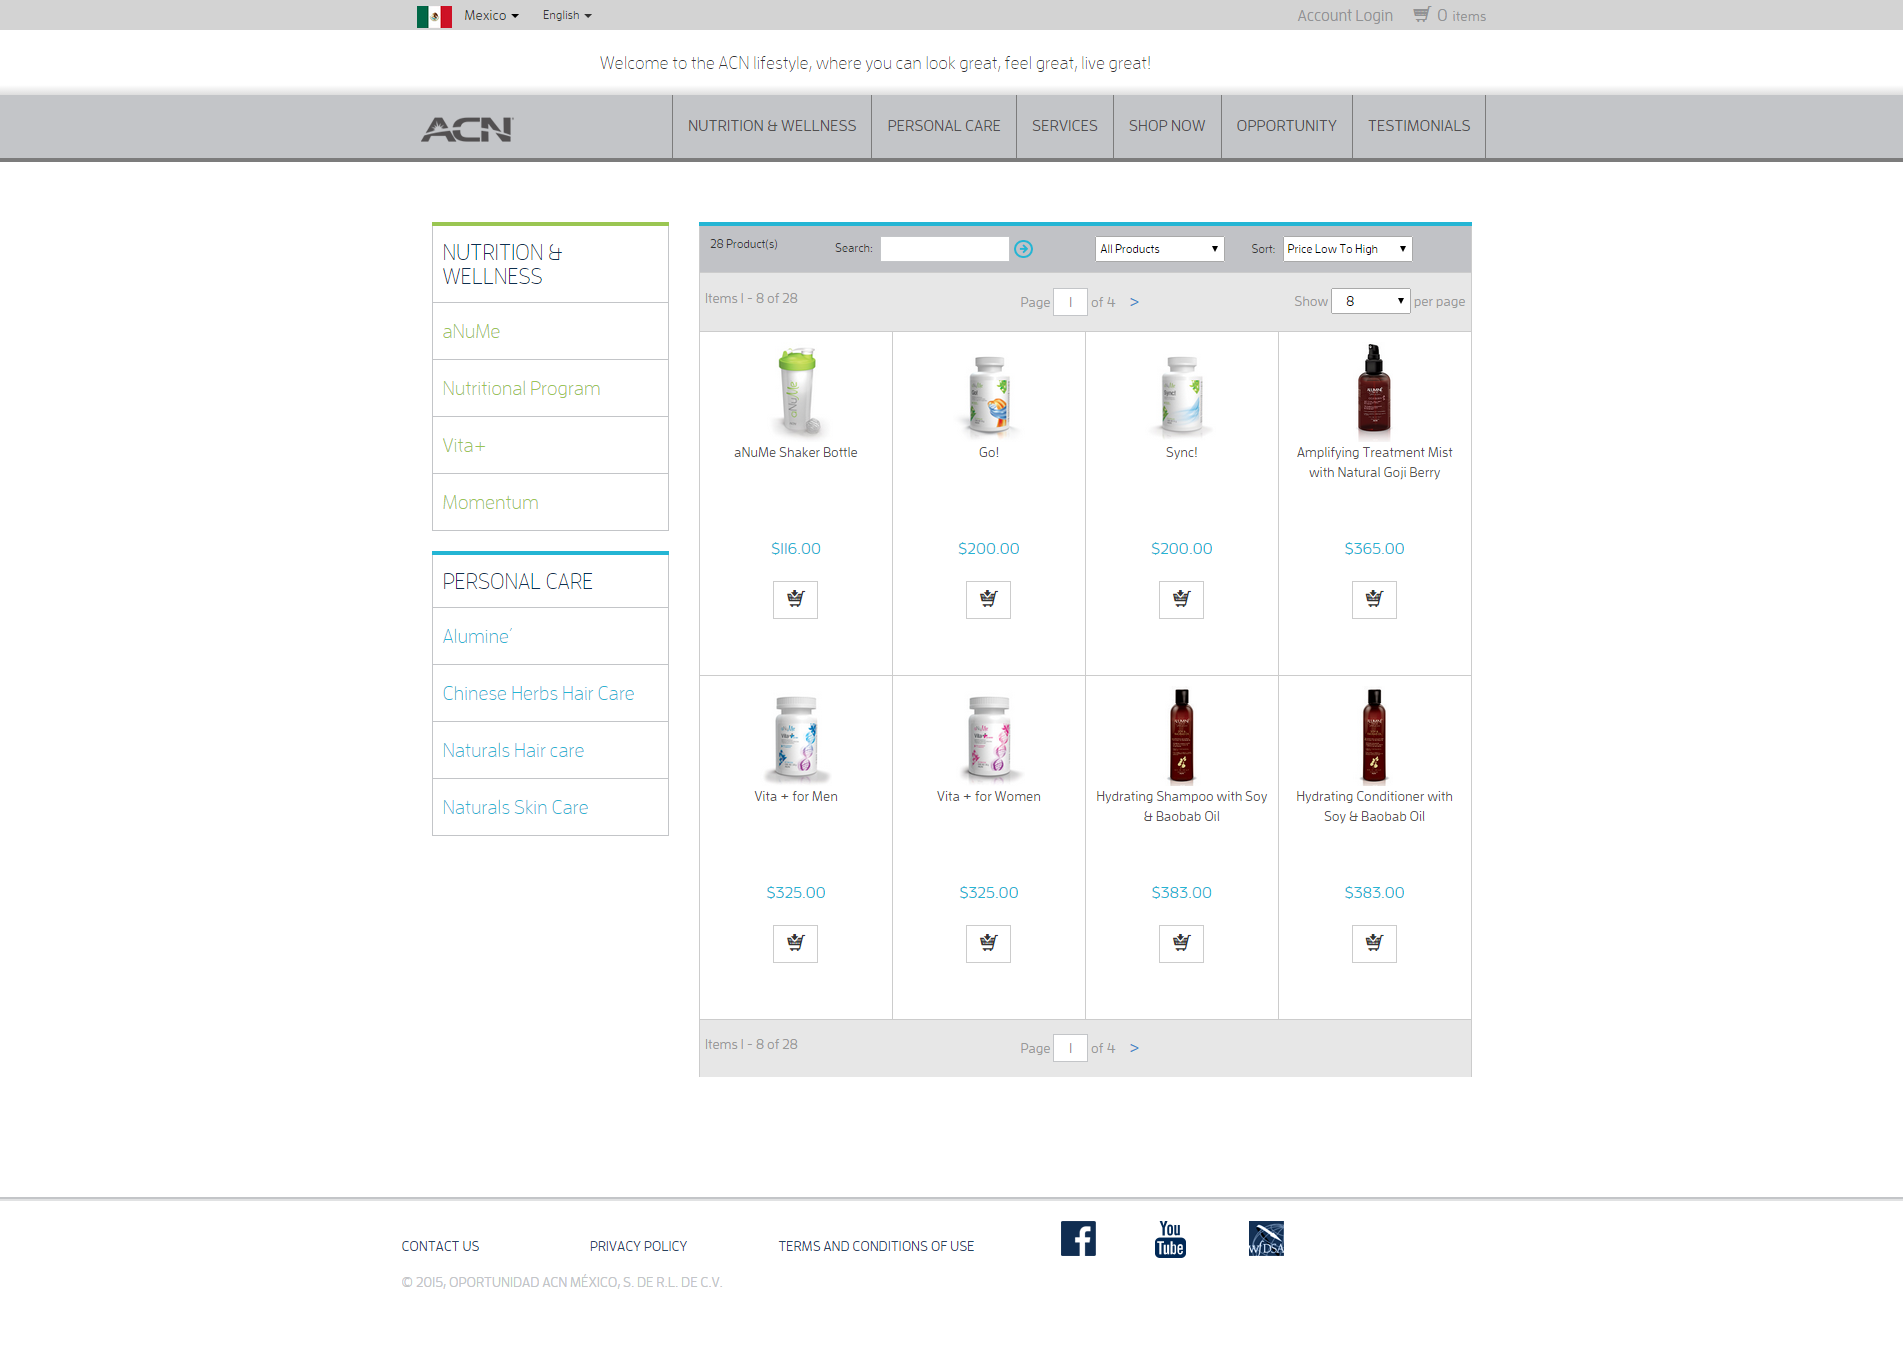 Mexico
English
Account Login
0 items
Welcome to the ACN lifestyle, where you can look great, feel great, live great!
ACN
NUTRITION & WELLNESS
PERSONAL CARE
SERVICES
SHOP NOW
OPPORTUNITY
TESTIMONIALS
NUTRITION &
WELLNESS
aNuMe
Nutritional Program
Vita+
Momentum
PERSONAL CARE
Alumine´
Chinese Herbs Hair Care
Naturals Hair care
Naturals Skin Care
28 Product(s)
Search:
All Products
Sort:
Price Low To High
Items 1 - 8 of 28
Page 1 of 4 >
Show 8 per page
aNuMe
aNuMe Shaker Bottle
Go!
Sync!
Amplifying Treatment Mist
with Natural Goji Berry
$116.00
$200.00
$200.00
$365.00
Vita+
Vita + for Men
Vita+
Vita + for Women
Hydrating Shampoo with Soy
& Baobab Oil
Hydrating Conditioner with
Soy & Baobab Oil
$325.00
$325.00
$383.00
$383.00
Items 1 - 8 of 28
Page 1 of 4 >
CONTACT US
PRIVACY POLICY
TERMS AND CONDITIONS OF USE
You
Tube
WFDSA
© 2015, OPORTUNIDAD ACN MÉXICO, S. DE R.L. DE C.V.